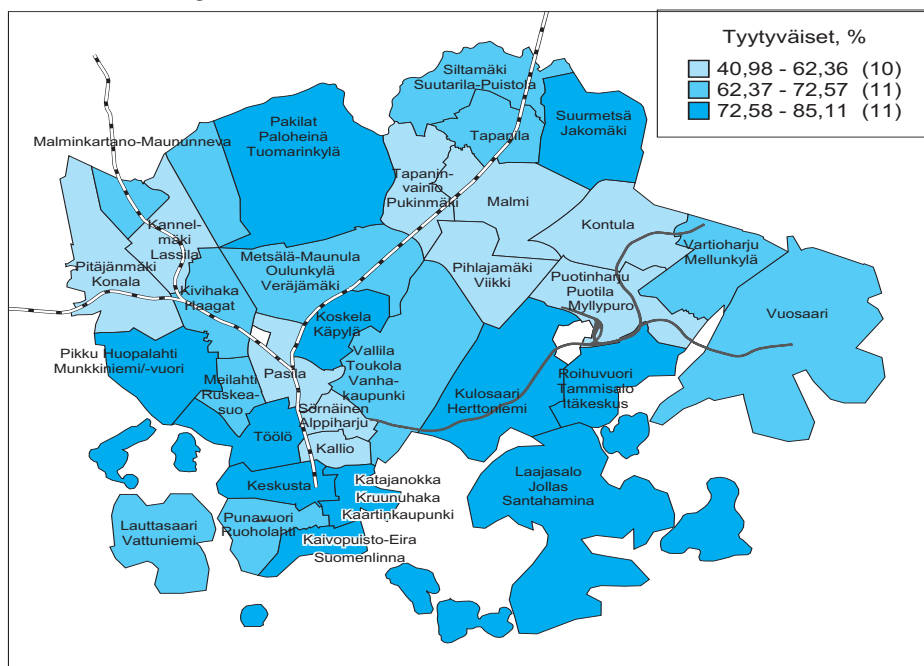 Tyytyväiset, %
40,98 - 62,36 (10)
62,37 - 72,57 (11)
72,58 - 85,11 (11)
Siltamäki
Suutarila-Puistola
Suurmetsä
Jakomäki
Pakilat
Paloheinä
Tuomarinkylä
Malminkartano-Maununneva
Tapanila
Tapanin-
vainio
Pukinmäki
Malmi
Kontula
Kannel-
mäki
Lassila
Vartioharju
Mellunkylä
Metsälä-Maunula
Oulunkylä
Veräjämäki
Pitäjänmäki
Konala
Pihlajamäki
Viikki
Puotinharju
Puotila
Myllypuro
Kivihaka
Haagat
Vuosaari
Koskela
Käpylä
Pikku Huopalahti
Munkkiniemi/-vuori
Pasila
Vallila
Toukola
Vanha-
kaupunki
Meilahti
Ruskea-
suo
Roihuvuori
Tammisalo
Itäkeskus
Kulosaari
Herttoniemi
Sörnäinen
Alppiharju
Töölö
Kallio
Keskusta
Katajanokka
Kruunuhaka
Kaartinkaupunki
Laajasalo
Jollas
Santahamina
Lauttasaari
Vattuniemi
Punavuori
Ruoholahti
Kaivopuisto-Eira
Suomenlinna